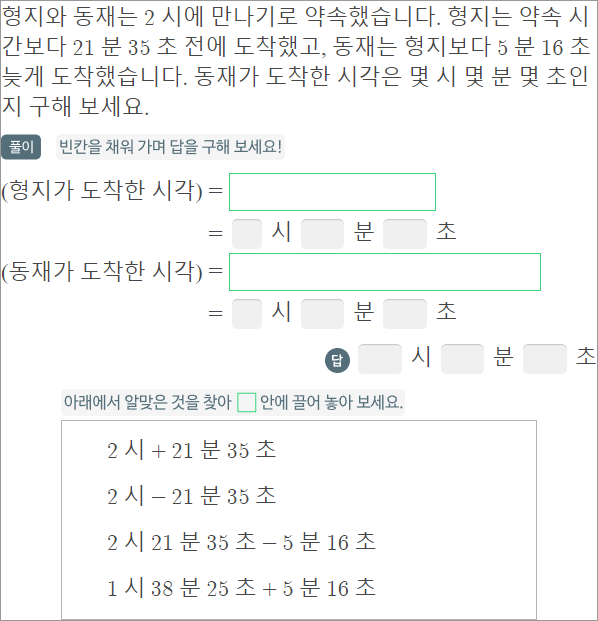 형지와 동재는 2 시에 만나기로 약속했습니다. 형지는 약속 시
간보다 21 분 35 초 전에 도착했고, 동재는 형지보다 5 분 16 초
늦게 도착했습니다. 동재가 도착한 시각은 몇 시 몇 분 몇 초인
지 구해 보세요.
풀이 빈칸을 채워 가며 답을 구해 보세요!
(형지가 도착한 시각) =
= 시 분 초
(동재가 도착한 시각) =
= 시 분 초
답 시 분 초
아래에서 알맞은 것을 찾아 안에 끌어 놓아 보세요.
2 시 + 21 분 35 초
2 시 − 21 분 35 초
2 시 21 분 35 초 − 5 분 16 초
1 시 38 분 25 초 + 5 분 16 초